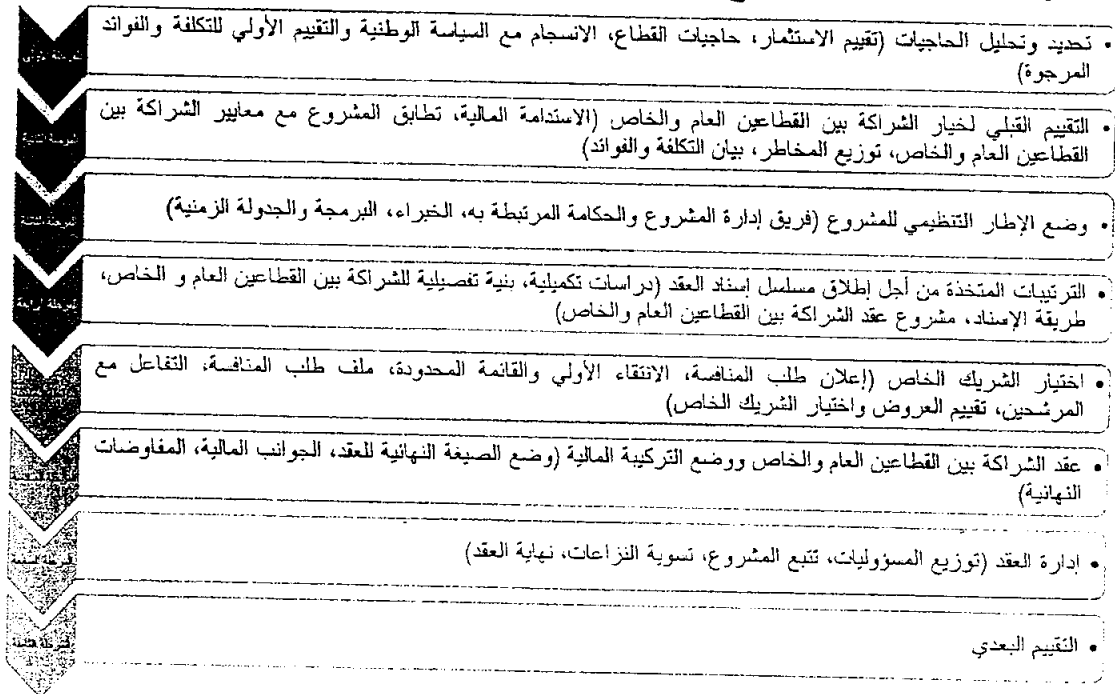 المرحلة الأولى
• تحديد وتحليل الحاجيات (تقييم الاستثمار، حاجيات القطاع، الانسجام مع السياسة الوطنية والتقييم الأولي للتكلفة والفوائد
المرجوة)
المرحلة الثانية
• التقييم القبلي لخيار الشراكة بين القطاعين العام والخاص (الاستدامة المالية، تطابق المشروع مع معايير الشراكة بين
القطاعين العام والخاص، توزيع المخاطر، بيان التكلفة والفوائد)
• وضع الإطار التنظيمي للمشروع (فريق إدارة المشروع والحكامة المرتبطة به، الخبراء، البرمجة والجدولة الزمنية)
المرحلة الرابعة
• الترتيبات المتخذة من أجل إطلاق مسلسل إسناد العقد (دراسات تكميلية، بنية تفصيلية للشراكة بين القطاعين العام و الخاص،
طريقة الإسناد، مشروع عقد الشراكة بين القطاعين العام والخاص)
• اختيار الشريك الخاص (إعلان طلب المنافسة، الانتقاء الأولي والقائمة المحدودة، ملف طلب المنافسة، التفاعل مع
المرشحين، تقييم العروض واختيار الشريك الخاص)
• عقد الشراكة بين القطاعين العام والخاص ووضع التركيبة المالية (وضع الصيغة النهائية للعقد، الجوانب المالية، المفاوضات
النهائية)
المرحلة السابعة
• إدارة العقد (توزيع المسؤوليات، تتبع المشروع، تسوية النزاعات، نهاية العقد)
المرحلة الثامنة
• التقييم البعدي